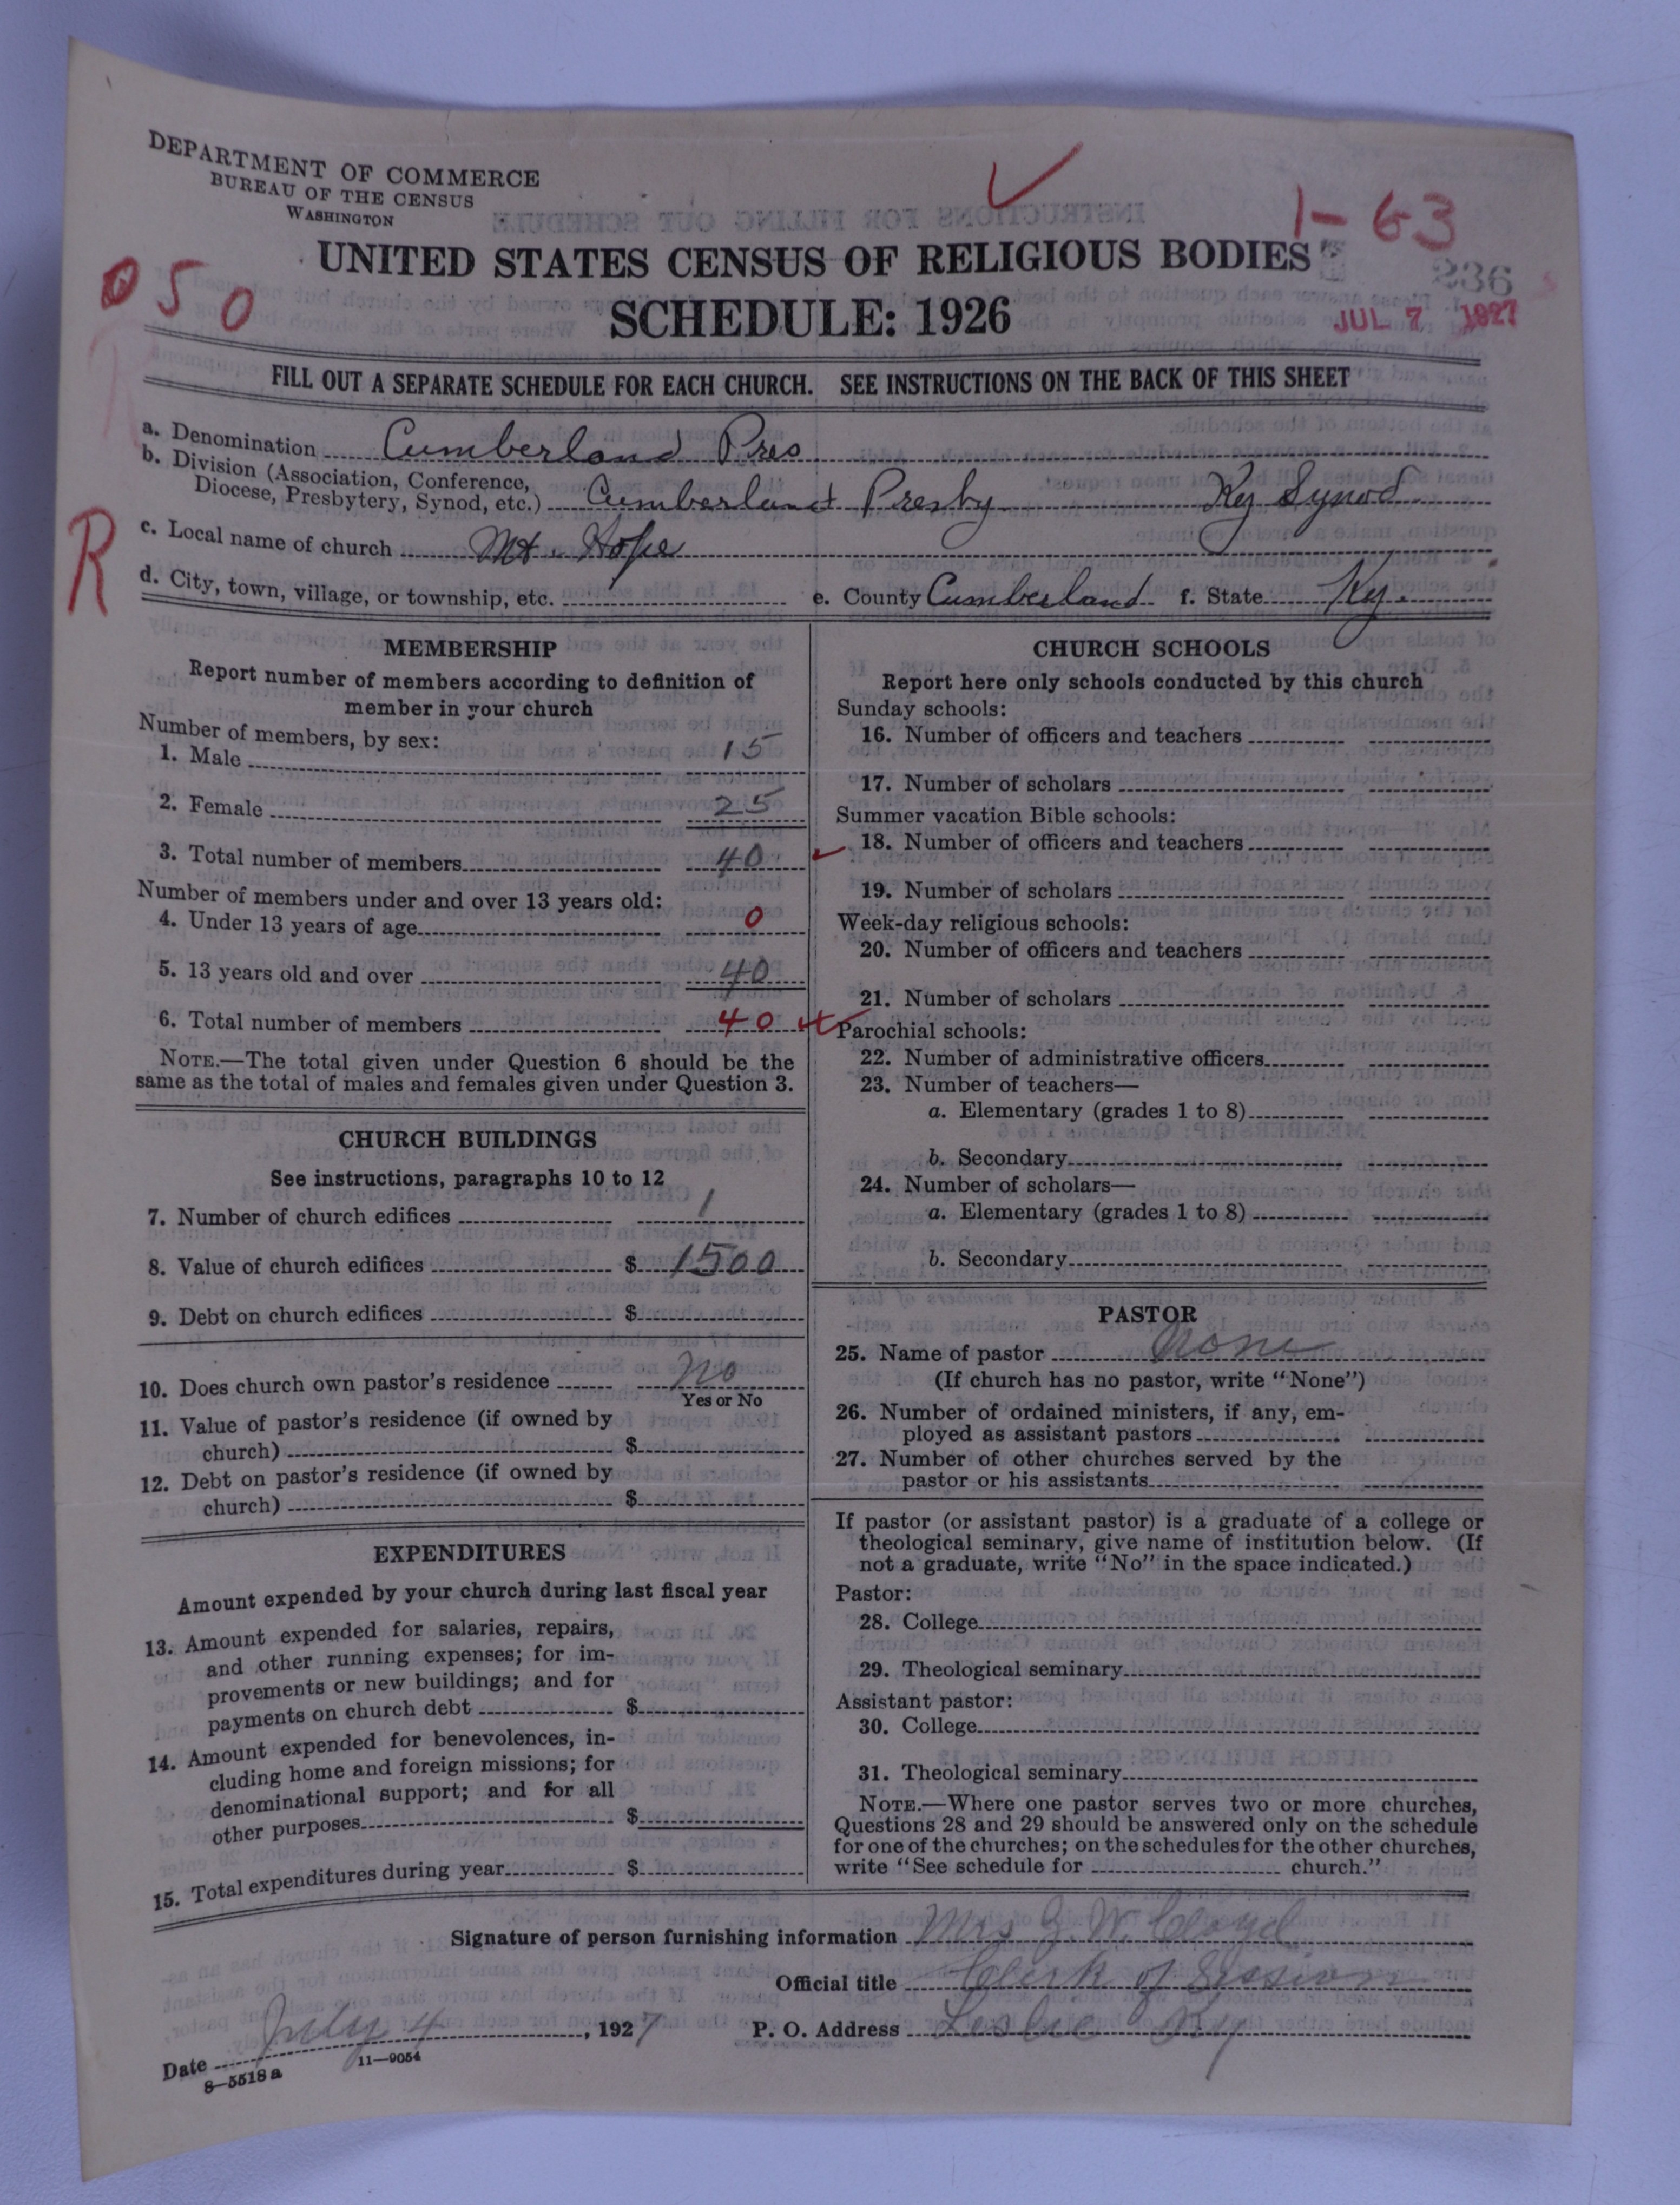 DEPARTMENT OF COMMERCE
BUREAU OF THE CENSUS
WASHINGTON
1-63
UNITED STATES CENSUS OF RELIGIOUS BODIES
236
050
SCHEDULE: 1926
JUL 7 1927
FILL OUT A SEPARATE SCHEDULE FOR EACH CHURCH. SEE INSTRUCTIONS ON THE BACK OF THIS SHEET
a. Denomination Cumberland Pres
b. Division (Association, Conference,
Diocese, Presbytery, Synod, etc.) Cumberland Presby Ky Synod
R
c. Local name of church Mt. Hope
d. City, town, village, or township, etc. e. County Cumberland f. State Ky.
MEMBERSHIP
Report number of members according to definition of
member in your church
Number of members, by sex:
1. Male 15
2. Female 25
3. Total number of members 40
Number of members under and over 13 years old:
4. Under 13 years of age 0
5. 13 years old and over 40
6. Total number of members 40
NOTE.—The total given under Question 6 should be the
same as the total of males and females given under Question 3.
CHURCH BUILDINGS
See instructions, paragraphs 10 to 12
7. Number of church edifices 1
8. Value of church edifices $ 1500
9. Debt on church edifices $
10. Does church own pastor's residence No
Yes or No
11. Value of pastor's residence (if owned by
church) $
12. Debt on pastor's residence (if owned by
church) $
EXPENDITURES
Amount expended by your church during last fiscal year
13. Amount expended for salaries, repairs,
and other running expenses; for im-
provements or new buildings; and for
payments on church debt $
14. Amount expended for benevolences, in-
cluding home and foreign missions; for
denominational support; and for all
other purposes $
15. Total expenditures during year $
CHURCH SCHOOLS
Report here only schools conducted by this church
Sunday schools:
16. Number of officers and teachers
17. Number of scholars
Summer vacation Bible schools:
18. Number of officers and teachers
19. Number of scholars
Week-day religious schools:
20. Number of officers and teachers
21. Number of scholars
Parochial schools:
22. Number of administrative officers
23. Number of teachers—
a. Elementary (grades 1 to 8)
b. Secondary
24. Number of scholars—
a. Elementary (grades 1 to 8)
b. Secondary
PASTOR
25. Name of pastor None
(If church has no pastor, write "None")
26. Number of ordained ministers, if any, em-
ployed as assistant pastors
27. Number of other churches served by the
pastor or his assistants
If pastor (or assistant pastor) is a graduate of a college or
theological seminary, give name of institution below. (If
not a graduate, write "No" in the space indicated.)
Pastor:
28. College
29. Theological seminary
Assistant pastor:
30. College
31. Theological seminary
NOTE.—Where one pastor serves two or more churches,
Questions 28 and 29 should be answered only on the schedule
for one of the churches; on the schedules for the other churches,
write "See schedule for church."
Signature of person furnishing information Mrs G. W. Cloyd
Official title Clerk of Session
Date July 4, 1927 P. O. Address Leslie Ky
8—5518a 11—9054